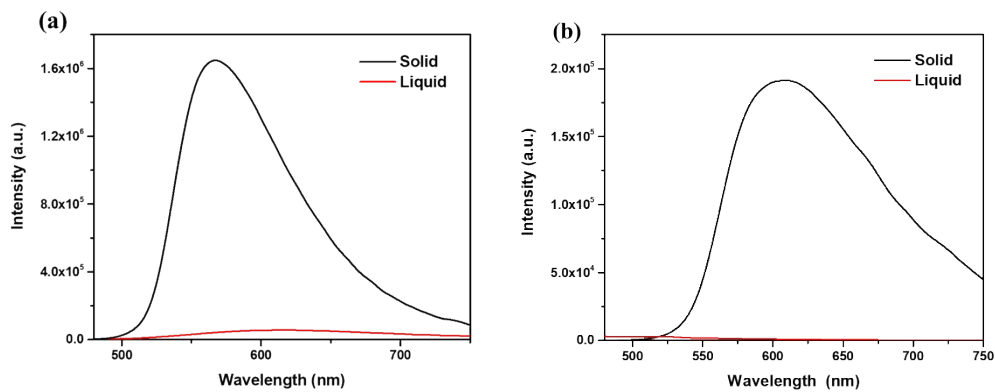 (a)
Solid
Liquid
1.6x10⁶
1.2x10⁶
8.0x10⁵
4.0x10⁵
0.0
Intensity (a.u.)
500
600
700
Wavelength (nm)
(b)
Solid
Liquid
2.0x10⁵
1.5x10⁵
1.0x10⁵
5.0x10⁴
0.0
Intensity (a.u.)
500
550
600
650
700
750
Wavelength (nm)